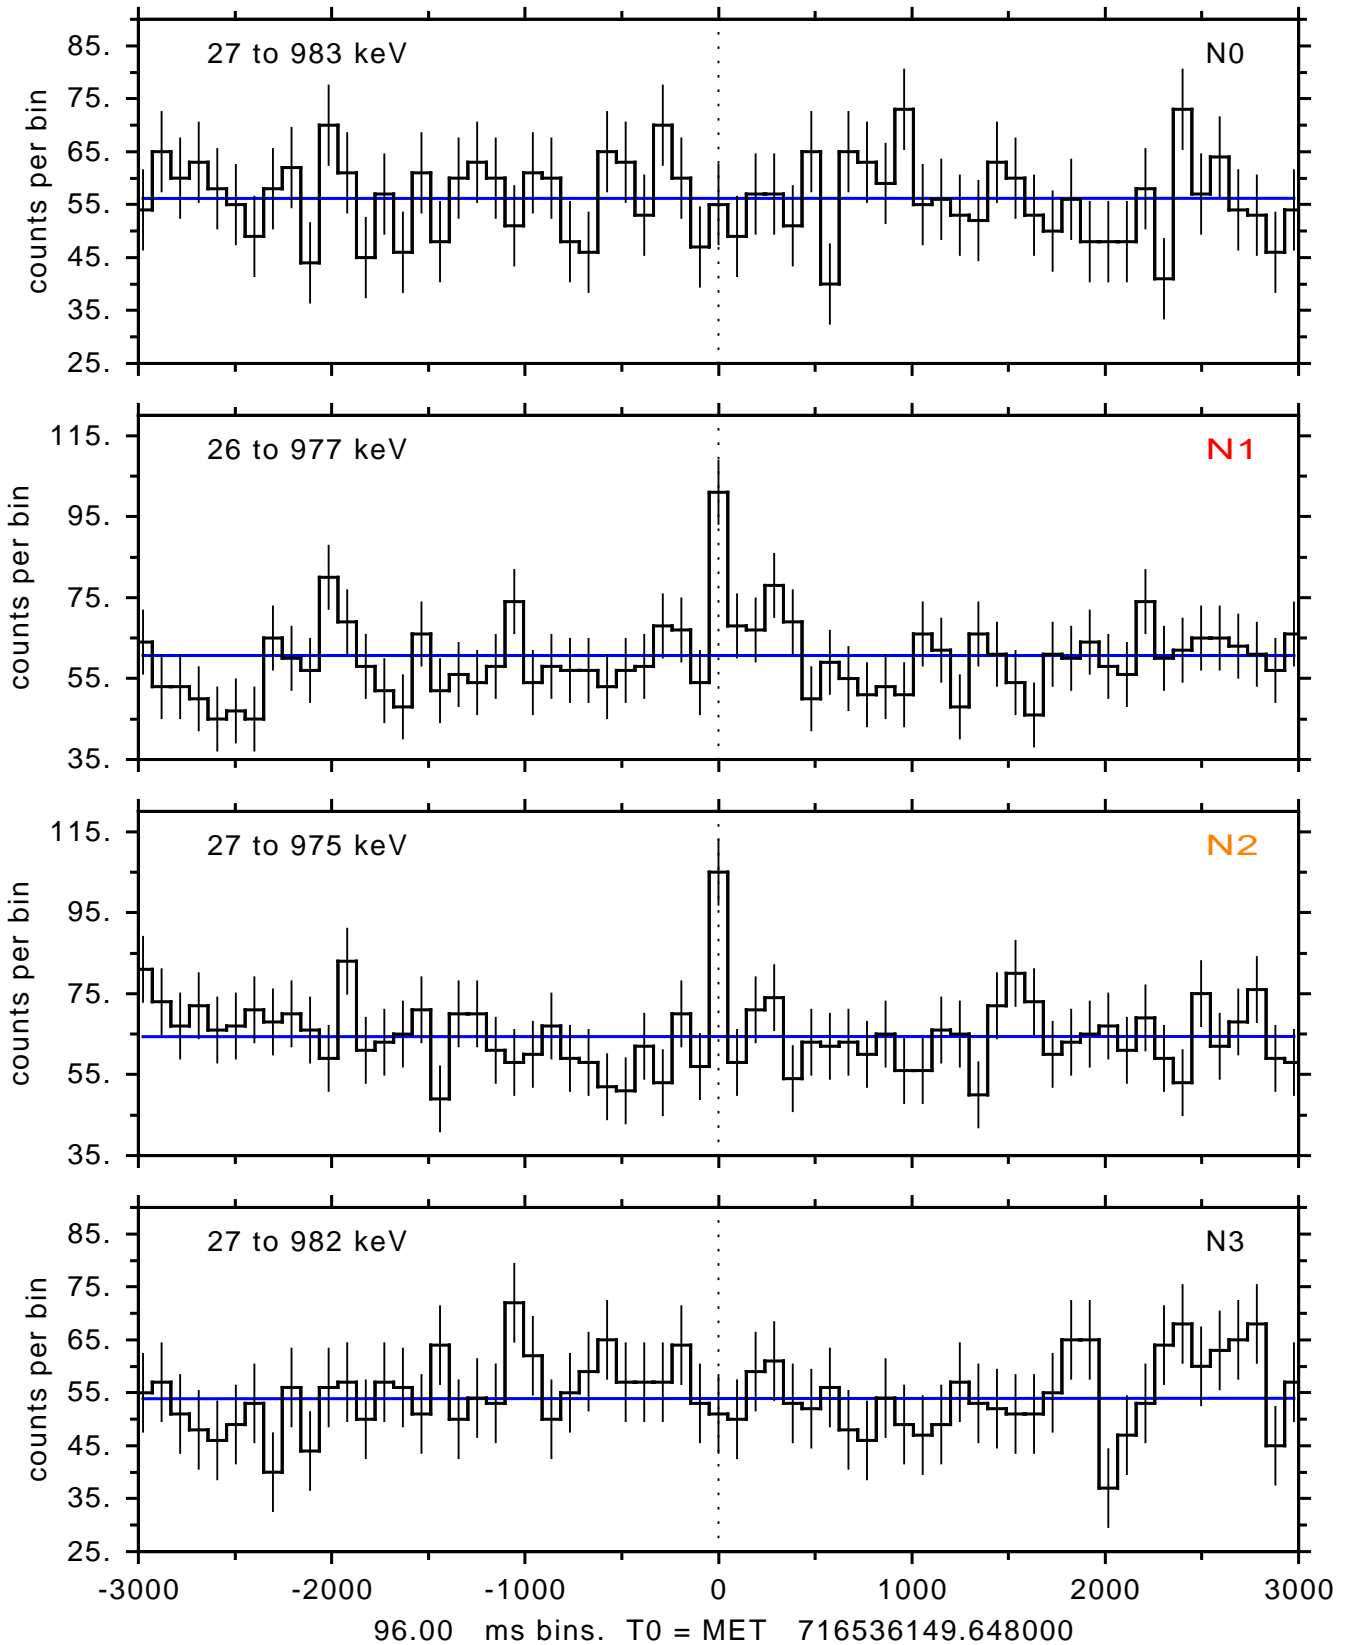 27 to 983 keV N0
85.
75.
65.
55.
45.
35.
25.
counts per bin
26 to 977 keV N1
115.
95.
75.
55.
35.
counts per bin
27 to 975 keV N2
115.
95.
75.
55.
35.
counts per bin
27 to 982 keV N3
85.
75.
65.
55.
45.
35.
25.
counts per bin
-3000 -2000 -1000 0 1000 2000 3000
96.00 ms bins. T0 = MET 716536149.648000